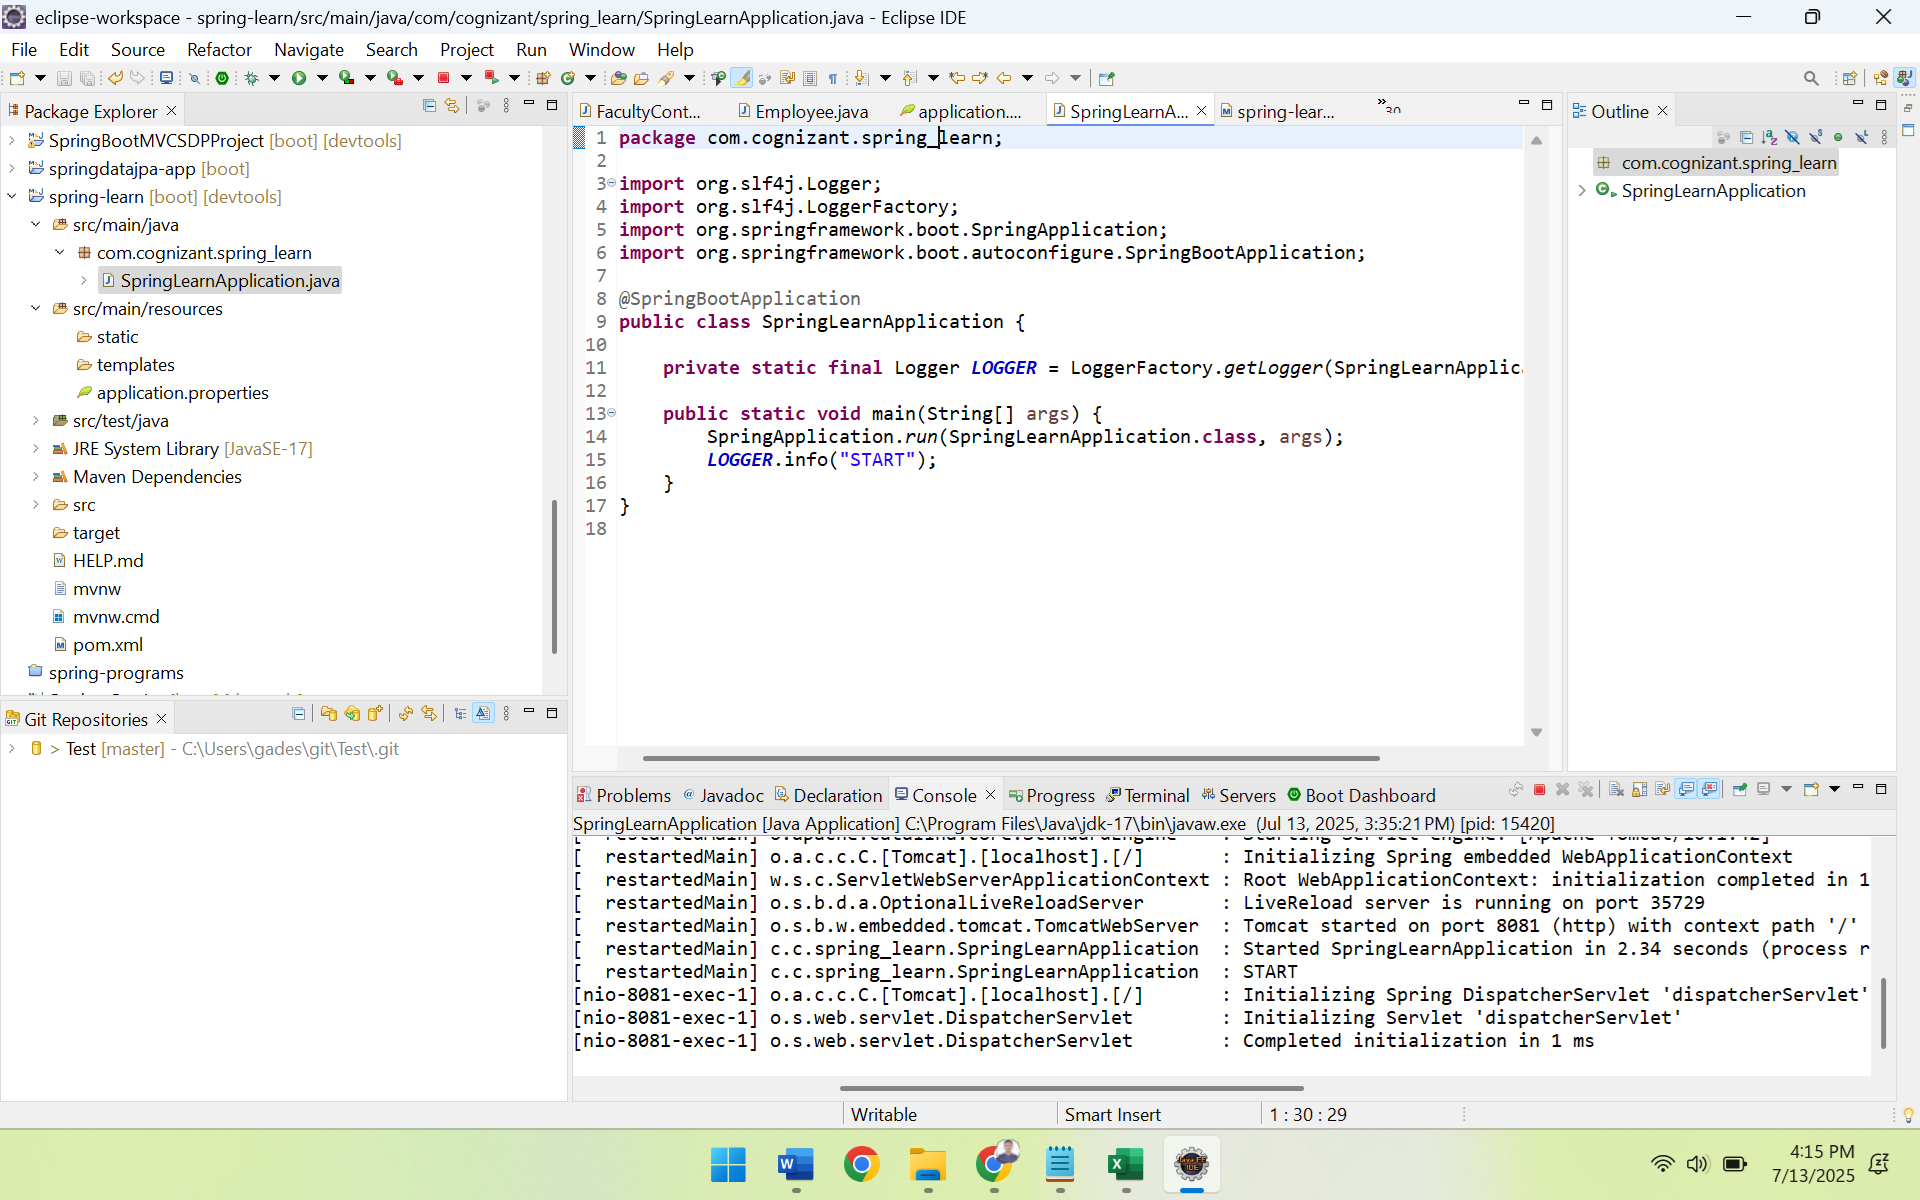 eclipse-workspace - spring-learn/src/main/java/com/cognizant/spring_learn/SpringLearnApplication.java - Eclipse IDE
File Edit Source Refactor Navigate Search Project Run Window Help
Package Explorer
SpringBootMVCSDPProject [boot] [devtools]
springdatajpa-app [boot]
spring-learn [boot] [devtools]
src/main/java
com.cognizant.spring_learn
SpringLearnApplication.java
src/main/resources
static
templates
application.properties
src/test/java
JRE System Library [JavaSE-17]
Maven Dependencies
src
target
HELP.md
mvnw
mvnw.cmd
pom.xml
spring-programs
Git Repositories
> Test [master] - C:\Users\gades\git\Test\.git
FacultyCont... Employee.java application.... SpringLearnA... spring-lear... »30
1 package com.cognizant.spring_learn;
2
3 import org.slf4j.Logger;
4 import org.slf4j.LoggerFactory;
5 import org.springframework.boot.SpringApplication;
6 import org.springframework.boot.autoconfigure.SpringBootApplication;
7
8 @SpringBootApplication
9 public class SpringLearnApplication {
10
11 private static final Logger LOGGER = LoggerFactory.getLogger(SpringLearnApplic
12
13 public static void main(String[] args) {
14 SpringApplication.run(SpringLearnApplication.class, args);
15 LOGGER.info("START");
16 }
17 }
18
Outline
com.cognizant.spring_learn
SpringLearnApplication
Problems Javadoc Declaration Console Progress Terminal Servers Boot Dashboard
SpringLearnApplication [Java Application] C:\Program Files\Java\jdk-17\bin\javaw.exe (Jul 13, 2025, 3:35:21 PM) [pid: 15420]
[ restartedMain] o.a.c.c.C.[Tomcat].[localhost].[/] : Initializing Spring embedded WebApplicationContext
[ restartedMain] w.s.c.ServletWebServerApplicationContext : Root WebApplicationContext: initialization completed in 1
[ restartedMain] o.s.b.d.a.OptionalLiveReloadServer : LiveReload server is running on port 35729
[ restartedMain] o.s.b.w.embedded.tomcat.TomcatWebServer : Tomcat started on port 8081 (http) with context path '/'
[ restartedMain] c.c.spring_learn.SpringLearnApplication : Started SpringLearnApplication in 2.34 seconds (process r
[ restartedMain] c.c.spring_learn.SpringLearnApplication : START
[nio-8081-exec-1] o.a.c.c.C.[Tomcat].[localhost].[/] : Initializing Spring DispatcherServlet 'dispatcherServlet'
[nio-8081-exec-1] o.s.web.servlet.DispatcherServlet : Initializing Servlet 'dispatcherServlet'
[nio-8081-exec-1] o.s.web.servlet.DispatcherServlet : Completed initialization in 1 ms
Writable Smart Insert 1 : 30 : 29
4:15 PM
7/13/2025